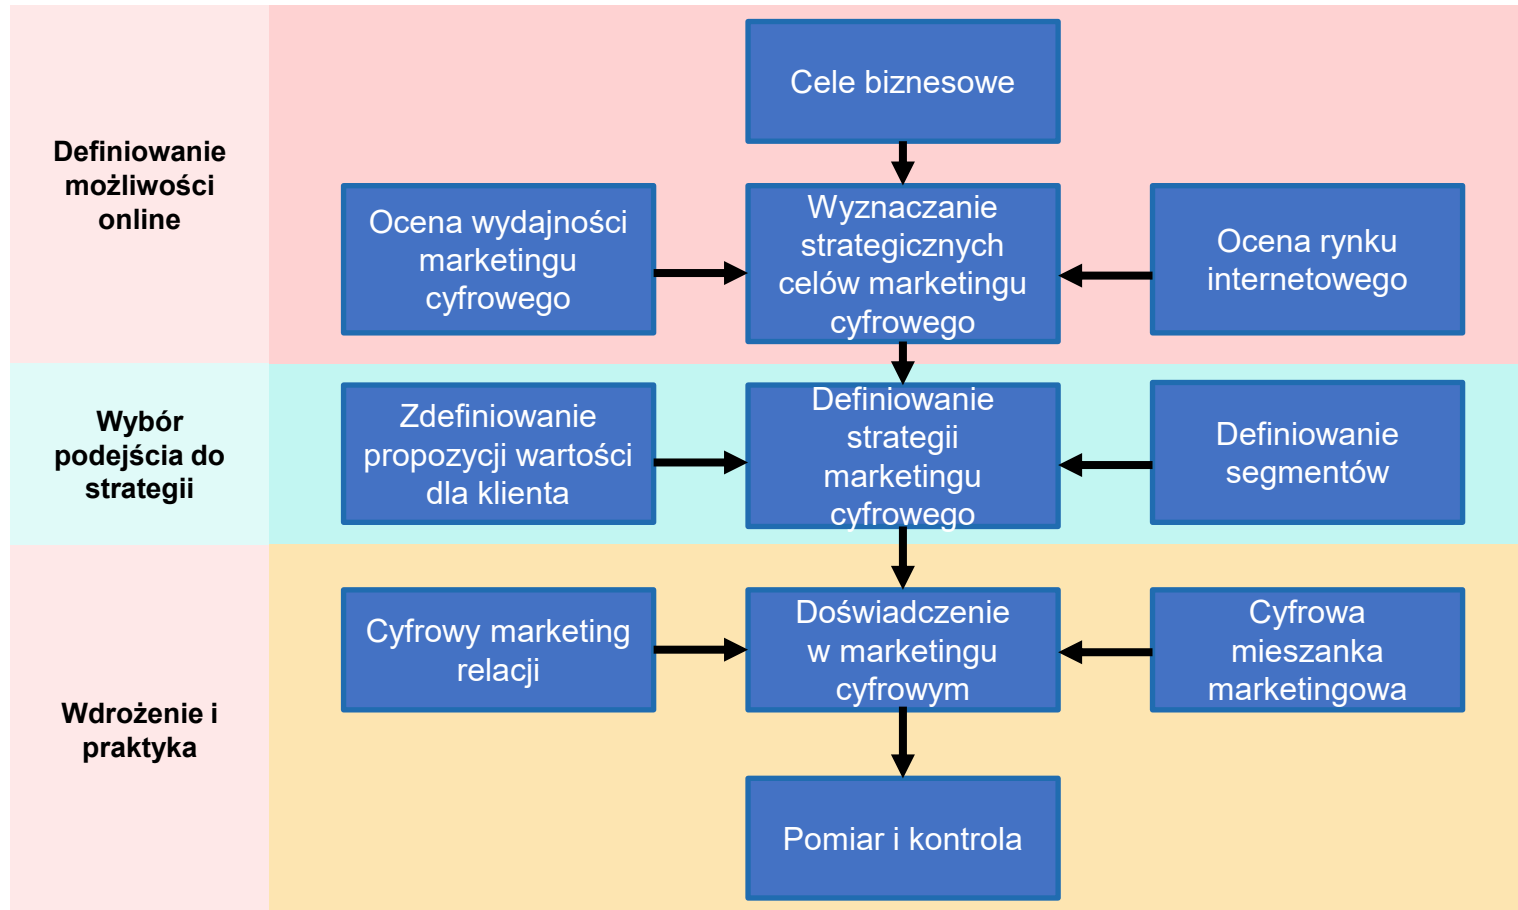 Definiowanie
możliwości
online
Cele biznesowe
Ocena wydajności
marketingu
cyfrowego
Wyznaczanie
strategicznych
celów marketingu
cyfrowego
Ocena rynku
internetowego
Wybór
podejścia do
strategii
Zdefiniowanie
propozycji wartości
dla klienta
Definiowanie
strategii
marketingu
cyfrowego
Definiowanie
segmentów
Wdrożenie i
praktyka
Cyfrowy marketing
relacji
Doświadczenie
w marketingu
cyfrowym
Cyfrowa
mieszanka
marketingowa
Pomiar i kontrola